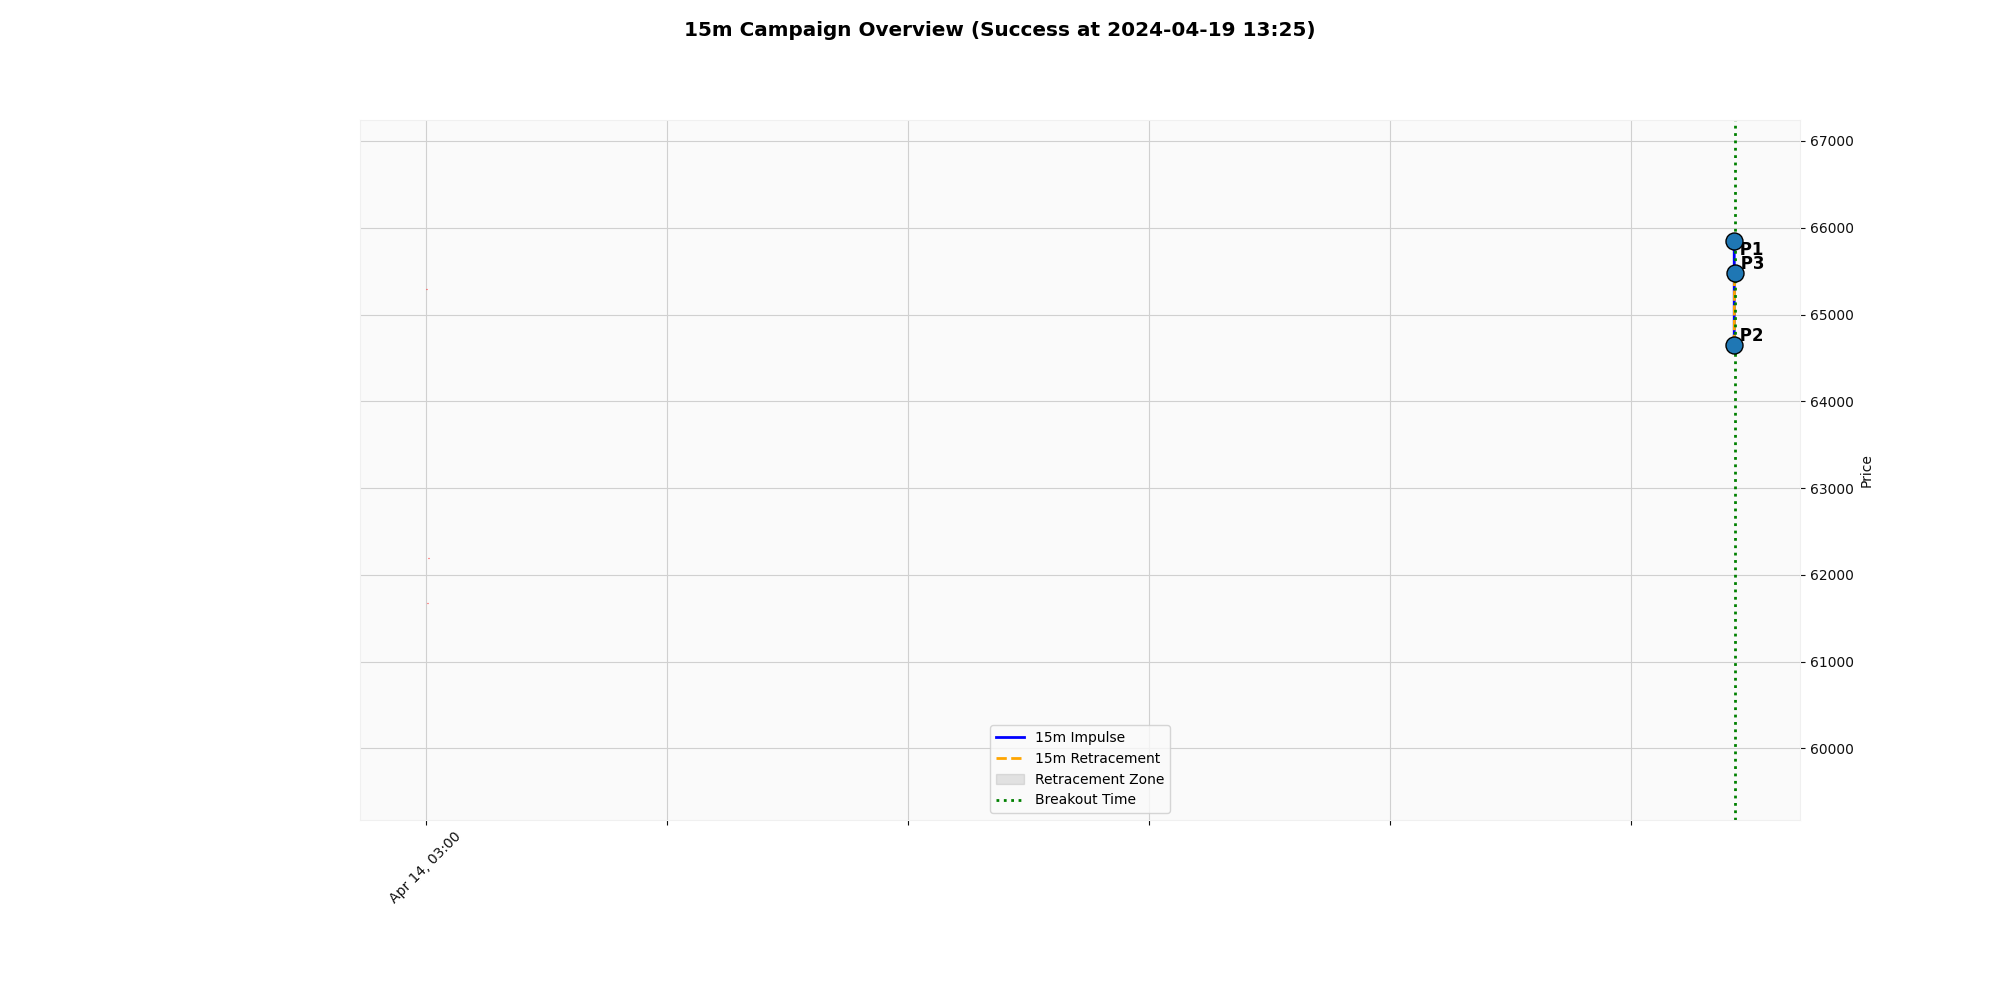 15m Campaign Overview (Success at 2024-04-19 13:25)
67000
66000
65000
64000
63000
62000
61000
60000
Price
P1
P3
P2
15m Impulse
15m Retracement
Retracement Zone
Breakout Time
Apr 14, 03:00